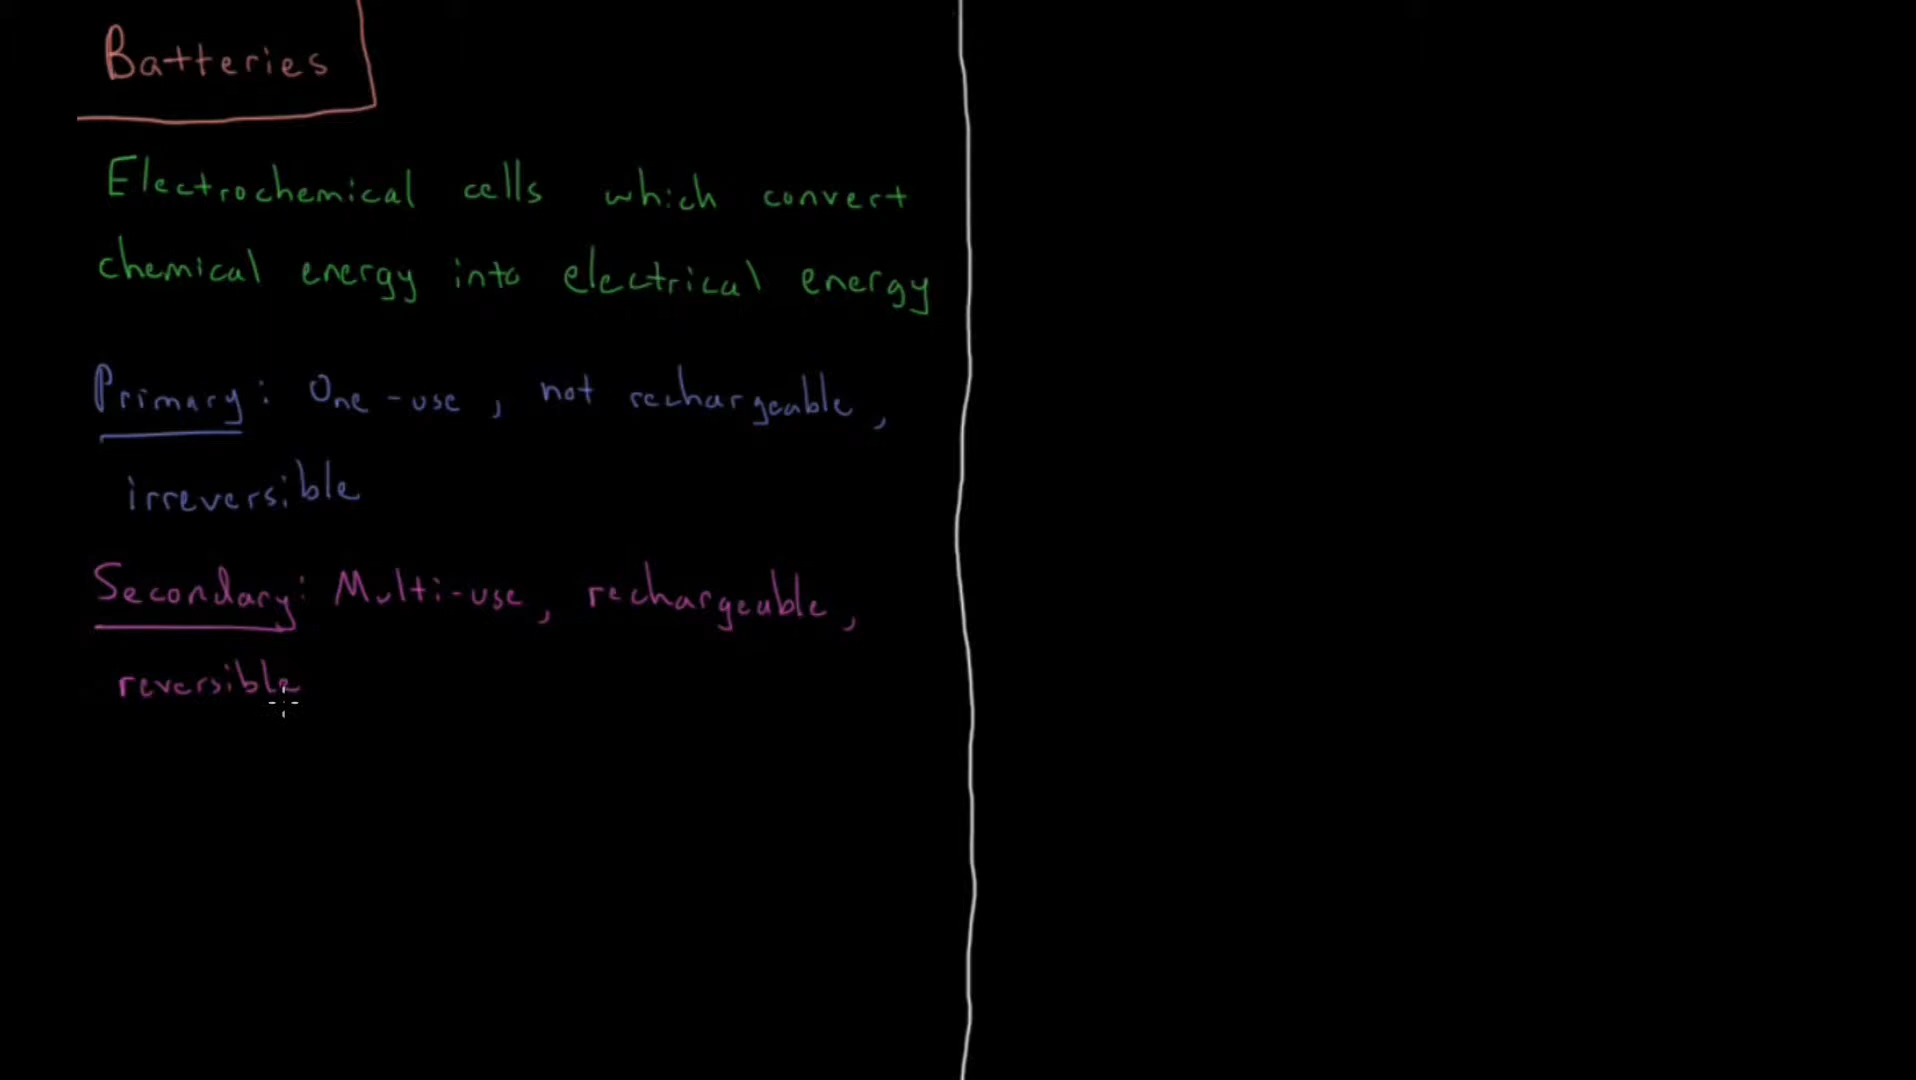 Batteries
Electrochemical cells which convert
chemical energy into electrical energy
Primary: One-use, not rechargeable,
irreversible
Secondary: Multi-use, rechargeable,
reversible